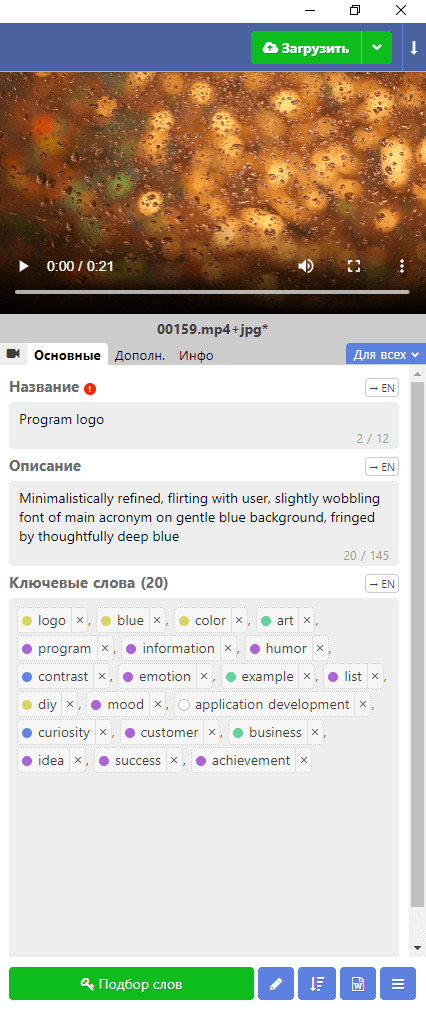 Загрузить
0:00 / 0:21
00159.mp4+jpg*
Основные Дополн. Инфо Для всех
Название → EN
Program logo
2 / 12
Описание → EN
Minimalistically refined, flirting with user, slightly wobbling
font of main acronym on gentle blue background, fringed
by thoughtfully deep blue
20 / 145
Ключевые слова (20) → EN
logo ×, blue ×, color ×, art ×,
program ×, information ×, humor ×,
contrast ×, emotion ×, example ×, list ×,
diy ×, mood ×, application development ×,
curiosity ×, customer ×, business ×,
idea ×, success ×, achievement ×
Подбор слов